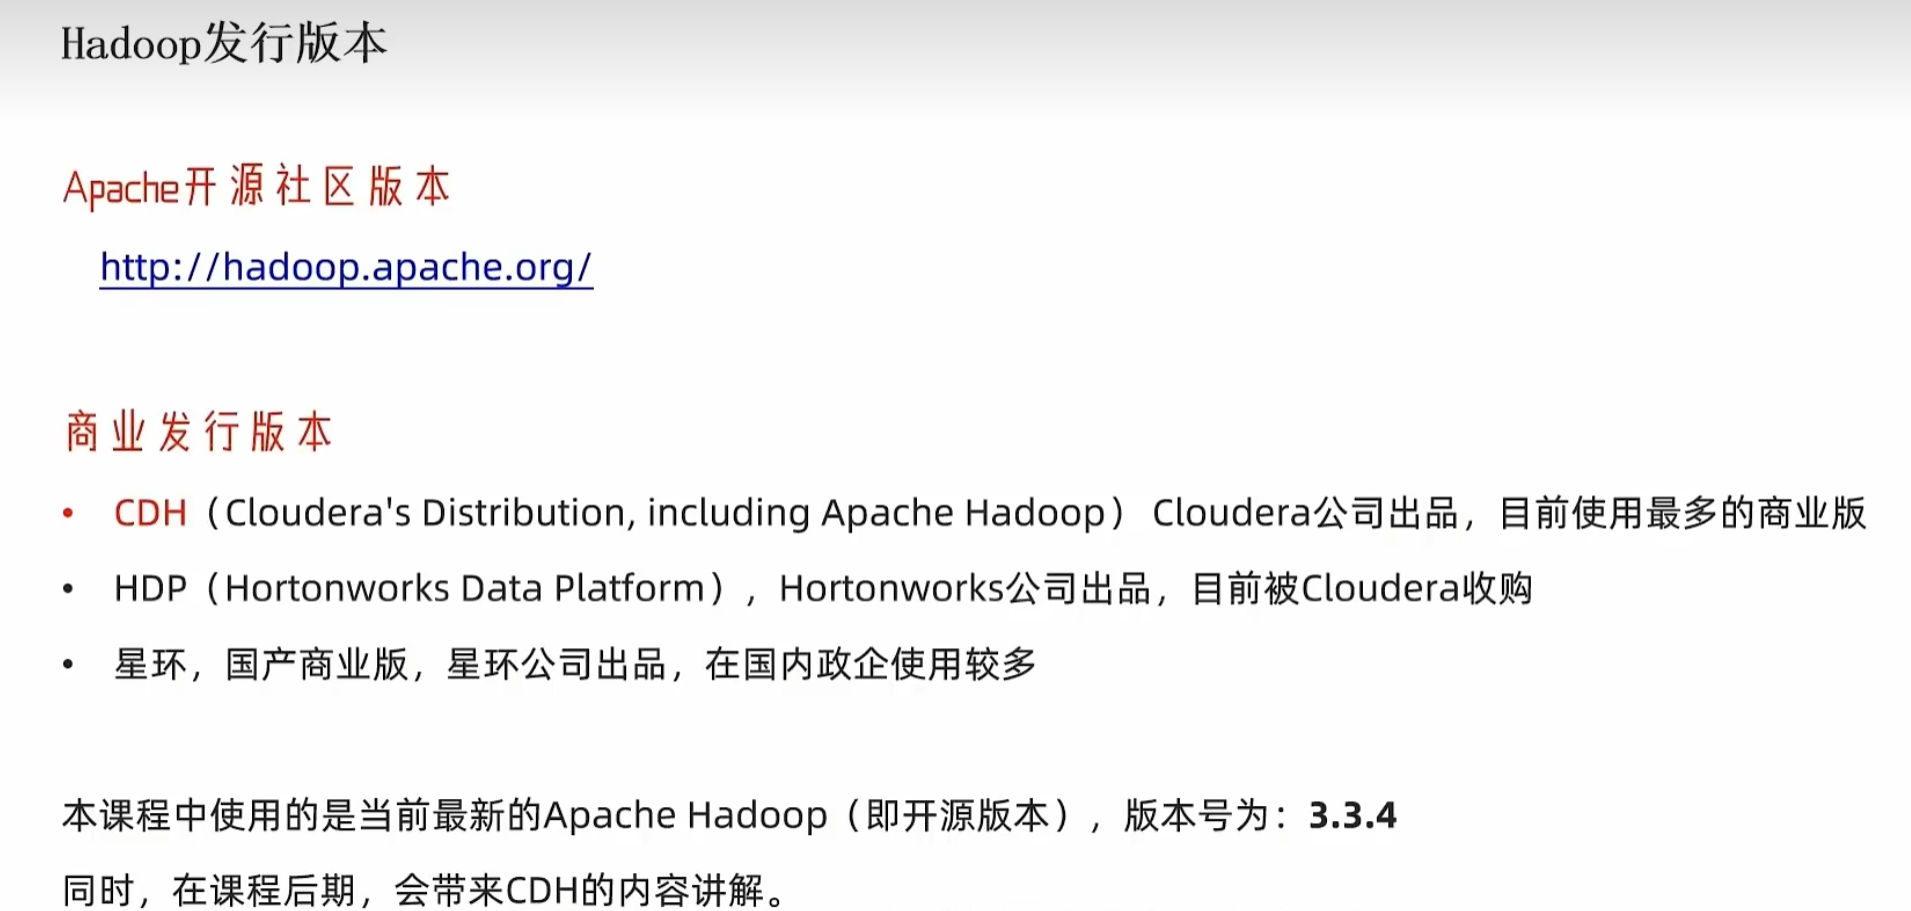 Hadoop发行版本
Apache开源社区版本
http://hadoop.apache.org/
商业发行版本
• CDH（Cloudera's Distribution, including Apache Hadoop） Cloudera公司出品，目前使用最多的商业版
• HDP（Hortonworks Data Platform），Hortonworks公司出品，目前被Cloudera收购
• 星环，国产商业版，星环公司出品，在国内政企使用较多
本课程中使用的是当前最新的Apache Hadoop（即开源版本），版本号为：3.3.4
同时，在课程后期，会带来CDH的内容讲解。